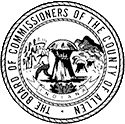 THE BOARD OF COMMISSIONERS OF THE COUNTY OF ALLEN